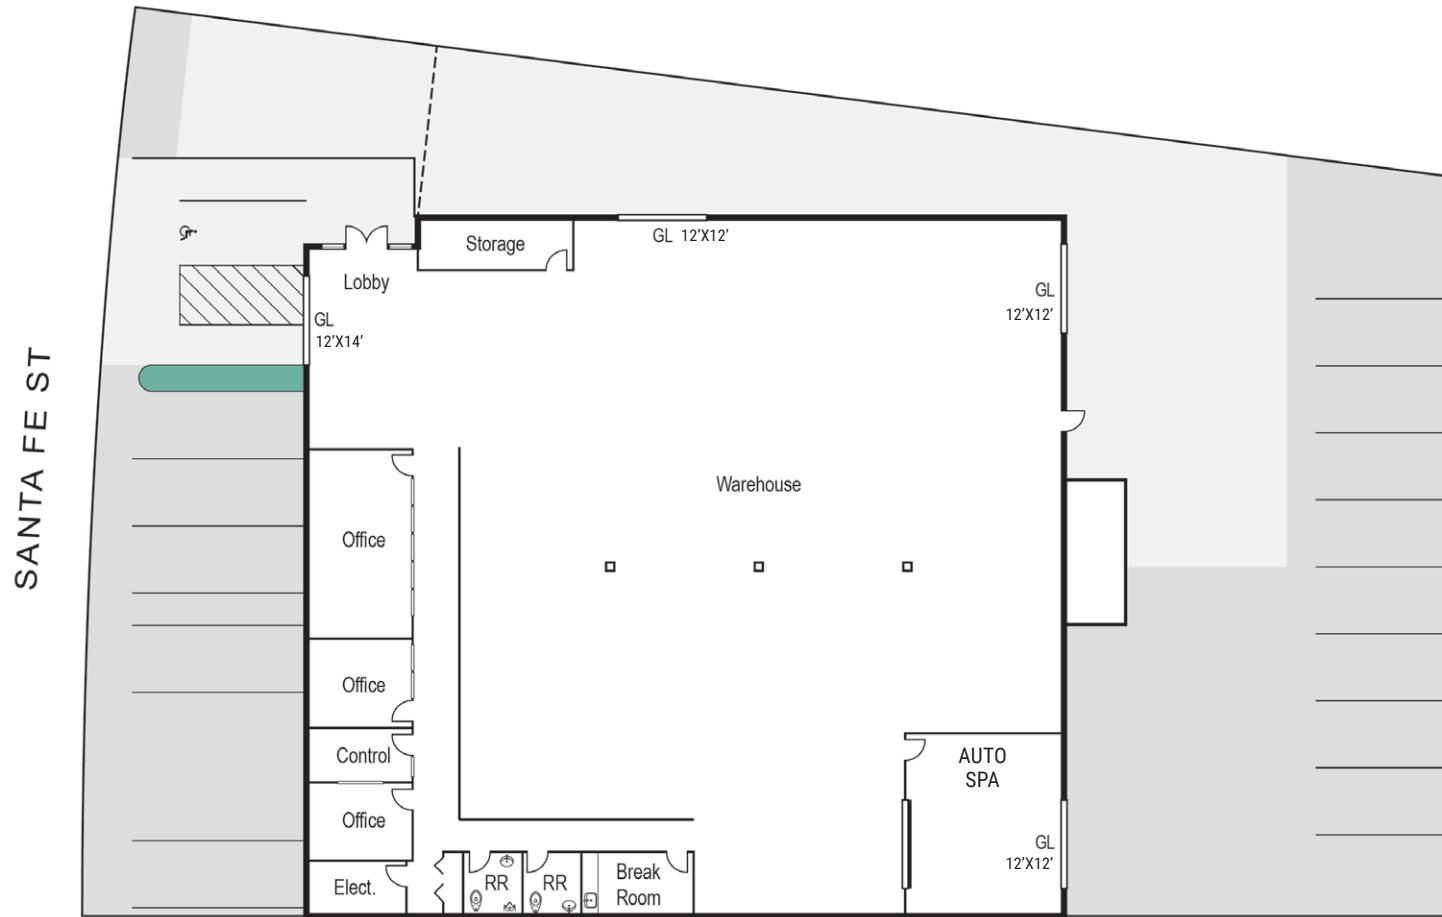 Storage
GL 12'X12'
Lobby
GL
12'X12'
GL
12'X14'
SANTA FE ST
Warehouse
Office
Office
Control
AUTO
SPA
Office
GL
12'X12'
Elect.
RR
RR
Break
Room